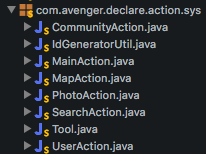 com.avenger.declare.action.sys
CommunityAction.java
IdGeneratorUtil.java
MainAction.java
MapAction.java
PhotoAction.java
SearchAction.java
Tool.java
UserAction.java